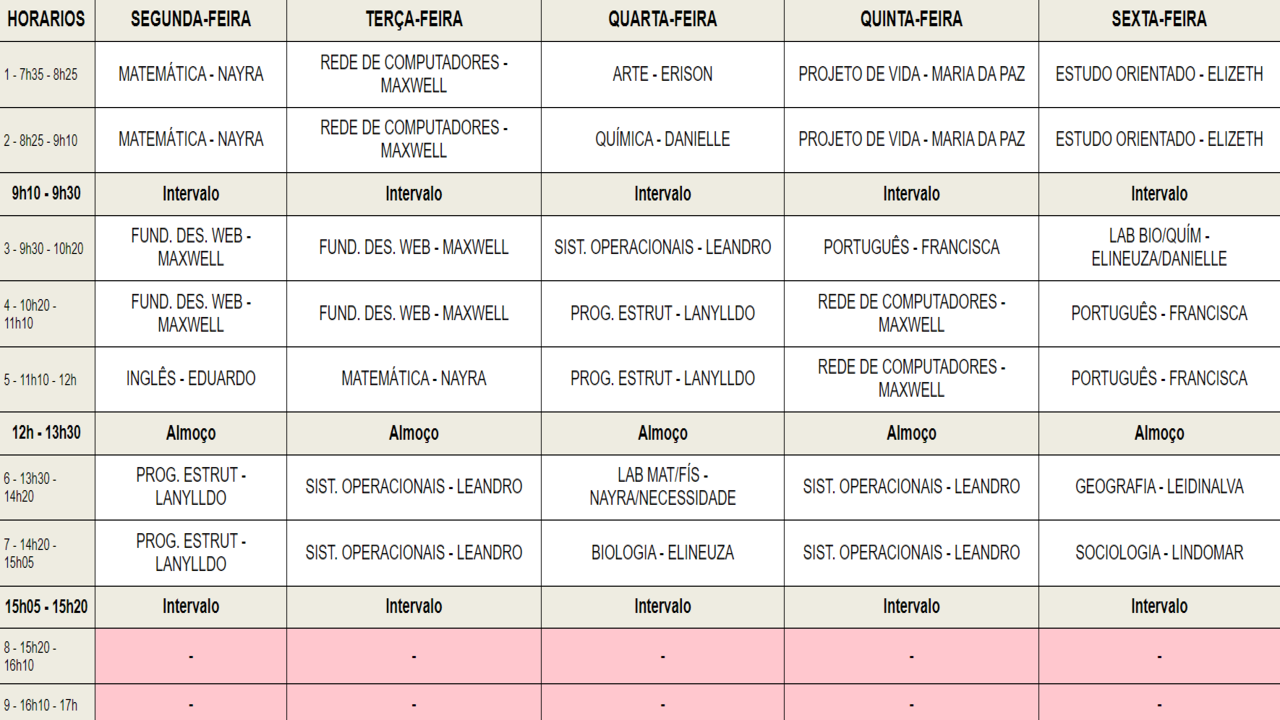 HORARIOS SEGUNDA-FEIRA TERÇA-FEIRA QUARTA-FEIRA QUINTA-FEIRA SEXTA-FEIRA
1 - 7h35 - 8h25 MATEMÁTICA - NAYRA REDE DE COMPUTADORES - MAXWELL ARTE - ERISON PROJETO DE VIDA - MARIA DA PAZ ESTUDO ORIENTADO - ELIZETH
2 - 8h25 - 9h10 MATEMÁTICA - NAYRA REDE DE COMPUTADORES - MAXWELL QUÍMICA - DANIELLE PROJETO DE VIDA - MARIA DA PAZ ESTUDO ORIENTADO - ELIZETH
9h10 - 9h30 Intervalo Intervalo Intervalo Intervalo Intervalo
3 - 9h30 - 10h20 FUND. DES. WEB - MAXWELL FUND. DES. WEB - MAXWELL SIST. OPERACIONAIS - LEANDRO PORTUGUÊS - FRANCISCA LAB BIO/QUÍM - ELINEUZA/DANIELLE
4 - 10h20 - 11h10 FUND. DES. WEB - MAXWELL FUND. DES. WEB - MAXWELL PROG. ESTRUT - LANYLLDO REDE DE COMPUTADORES - MAXWELL PORTUGUÊS - FRANCISCA
5 - 11h10 - 12h INGLÊS - EDUARDO MATEMÁTICA - NAYRA PROG. ESTRUT - LANYLLDO REDE DE COMPUTADORES - MAXWELL PORTUGUÊS - FRANCISCA
12h - 13h30 Almoço Almoço Almoço Almoço Almoço
6 - 13h30 - 14h20 PROG. ESTRUT - LANYLLDO SIST. OPERACIONAIS - LEANDRO LAB MAT/FÍS - NAYRA/NECESSIDADE SIST. OPERACIONAIS - LEANDRO GEOGRAFIA - LEIDINALVA
7 - 14h20 - 15h05 PROG. ESTRUT - LANYLLDO SIST. OPERACIONAIS - LEANDRO BIOLOGIA - ELINEUZA SIST. OPERACIONAIS - LEANDRO SOCIOLOGIA - LINDOMAR
15h05 - 15h20 Intervalo Intervalo Intervalo Intervalo Intervalo
8 - 15h20 - 16h10 - - - - -
9 - 16h10 - 17h - - - - -